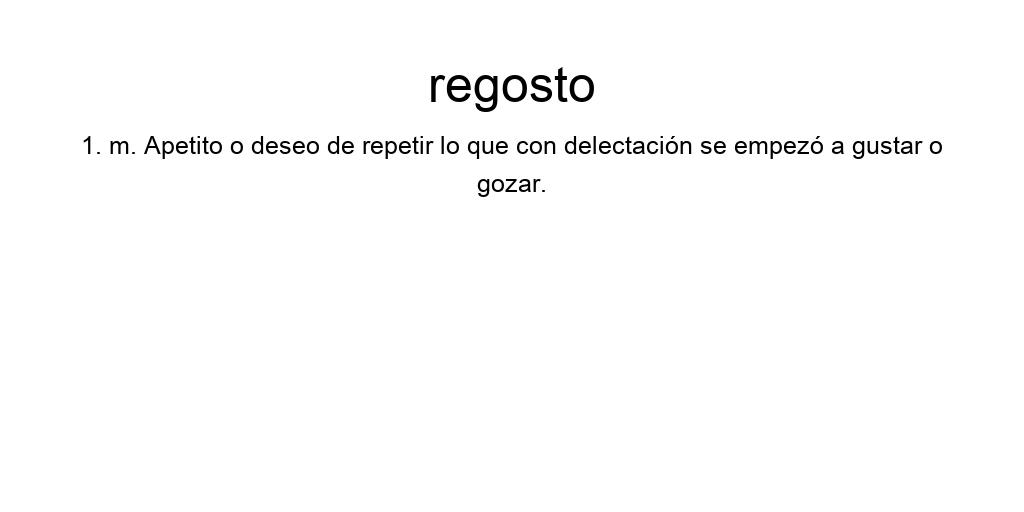 regosto
1. m. Apetito o deseo de repetir lo que con delectación se empezó a gustar o
gozar.